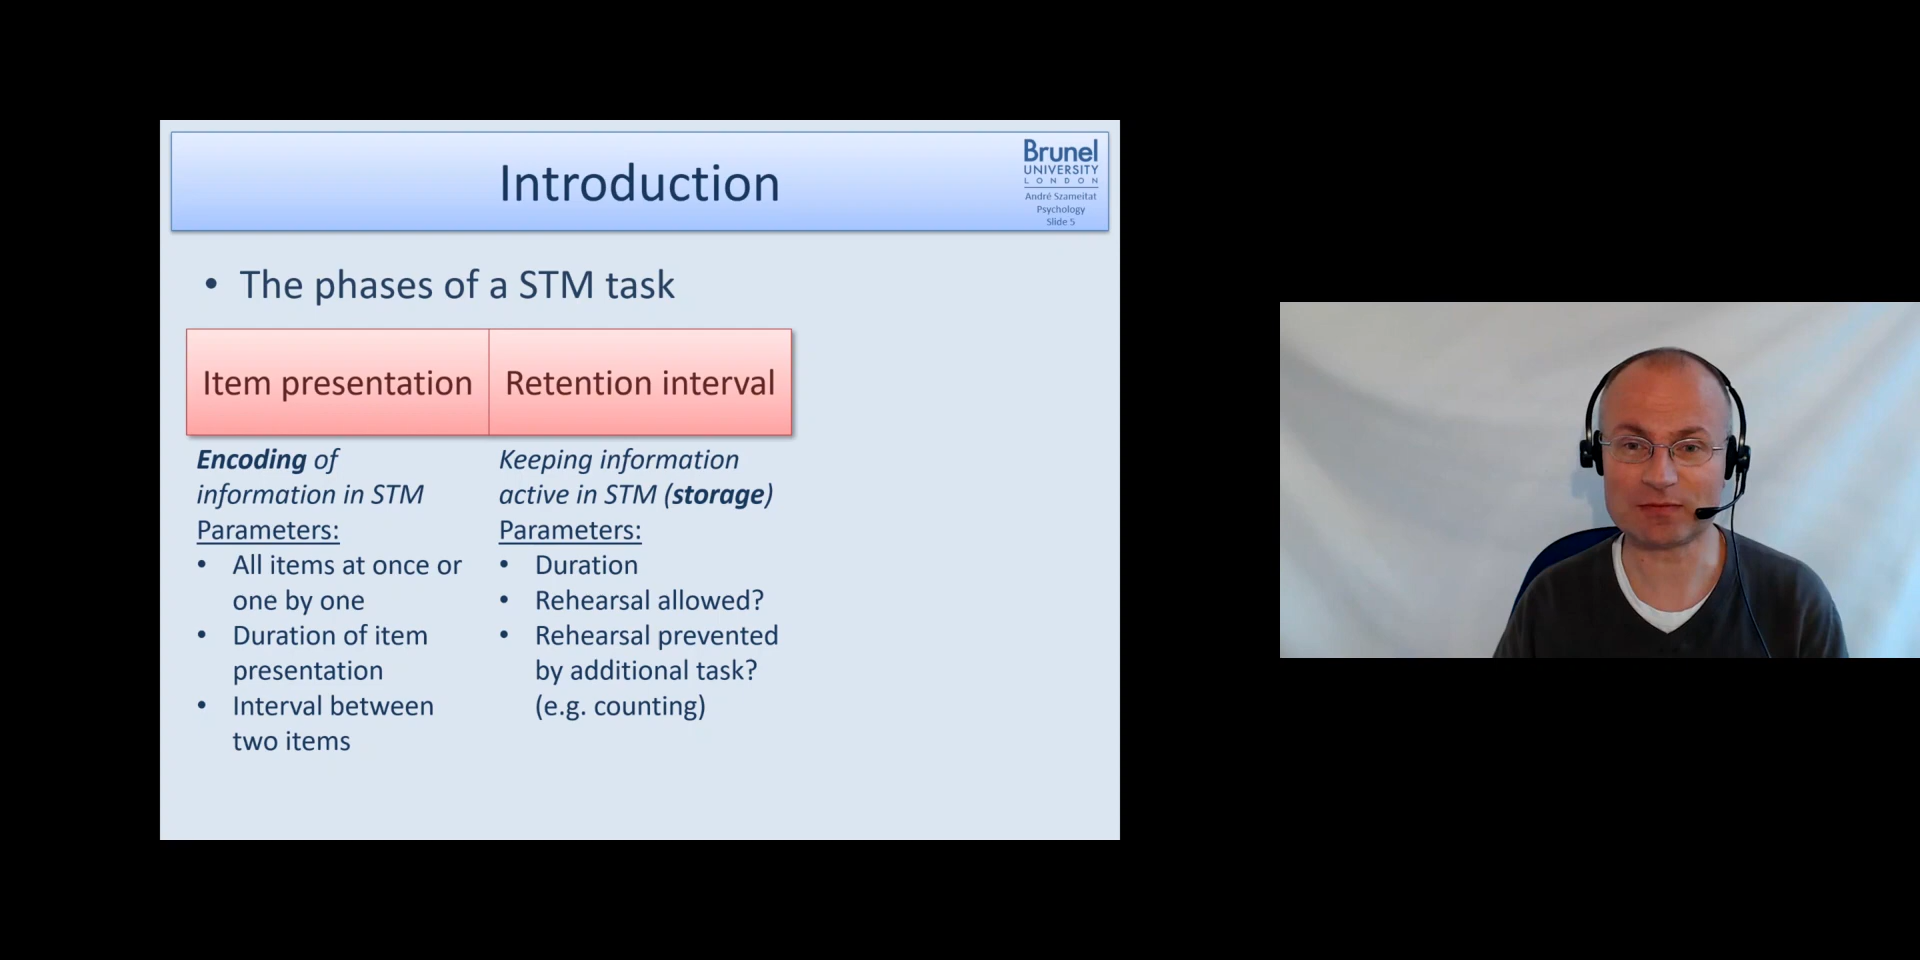 Introduction
Brunel
UNIVERSITY
LONDON
André Szameitat
Psychology
Slide 5
• The phases of a STM task
Item presentation
Retention interval
Encoding of
information in STM
Parameters:
• All items at once or
one by one
• Duration of item
presentation
• Interval between
two items
Keeping information
active in STM (storage)
Parameters:
• Duration
• Rehearsal allowed?
• Rehearsal prevented
by additional task?
(e.g. counting)